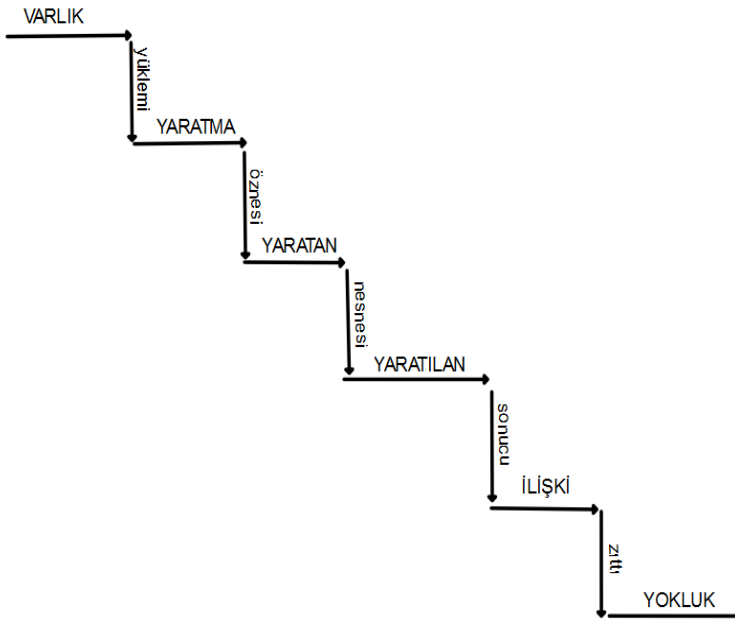 VARLIK
yüklemi
YARATMA
öznesi
YARATAN
nesnesi
YARATILAN
sonucu
İLİŞKİ
zıttı
YOKLUK